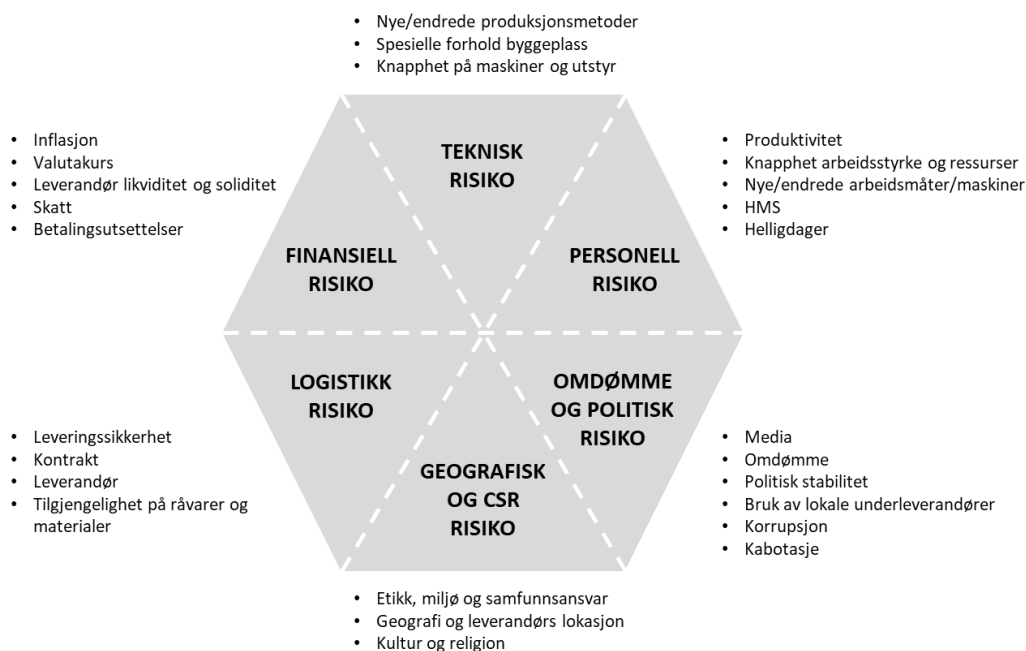 • Nye/endrede produksjonsmetoder
• Spesielle forhold byggeplass
• Knapphet på maskiner og utstyr
• Inflasjon
• Valutakurs
• Leverandør likviditet og soliditet
• Skatt
• Betalingsutsettelser
TEKNISK
RISIKO
• Produktivitet
• Knapphet arbeidsstyrke og ressurser
• Nye/endrede arbeidsmåter/maskiner
• HMS
• Helligdager
FINANSIELL
RISIKO
PERSONELL
RISIKO
LOGISTIKK
RISIKO
OMDØMME
OG POLITISK
RISIKO
• Leveringssikkerhet
• Kontrakt
• Leverandør
• Tilgjengelighet på råvarer og
materialer
GEOGRAFISK
OG CSR
RISIKO
• Media
• Omdømme
• Politisk stabilitet
• Bruk av lokale underleverandører
• Korrupsjon
• Kabotasje
• Etikk, miljø og samfunnsansvar
• Geografi og leverandørs lokasjon
• Kultur og religion